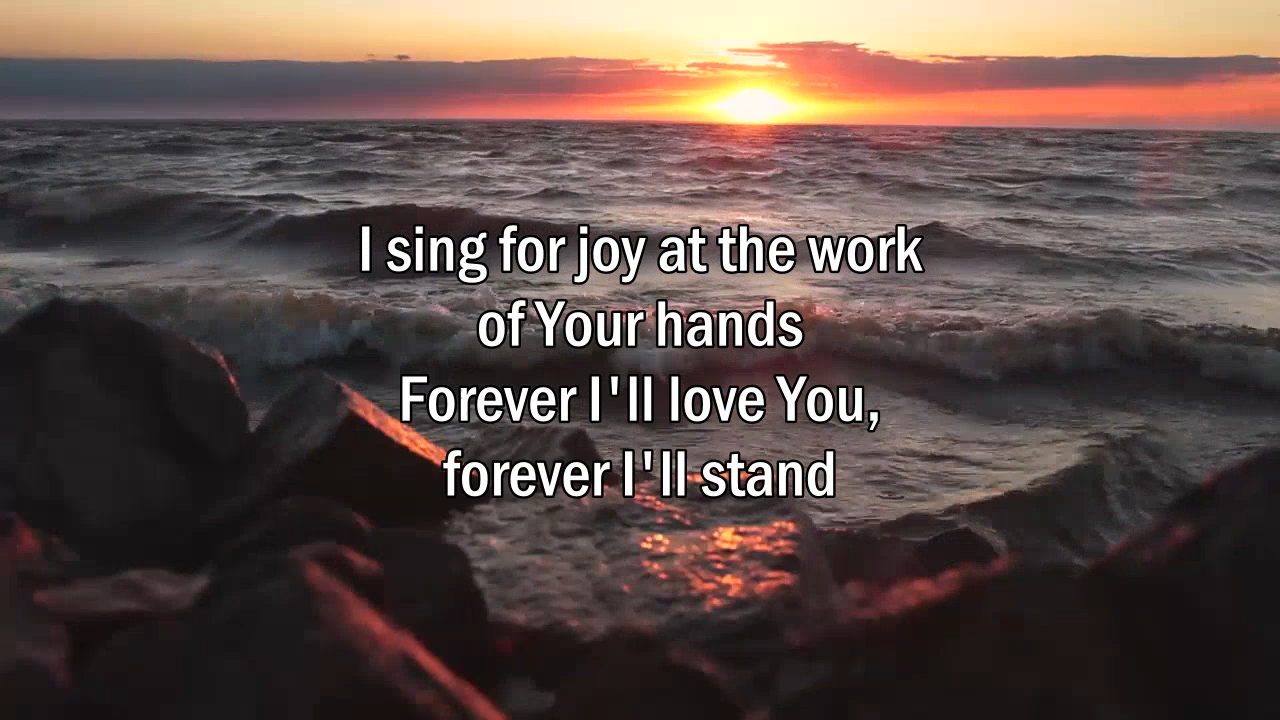 I sing for joy at the work
of Your hands
Forever I'll love You,
forever I'll stand